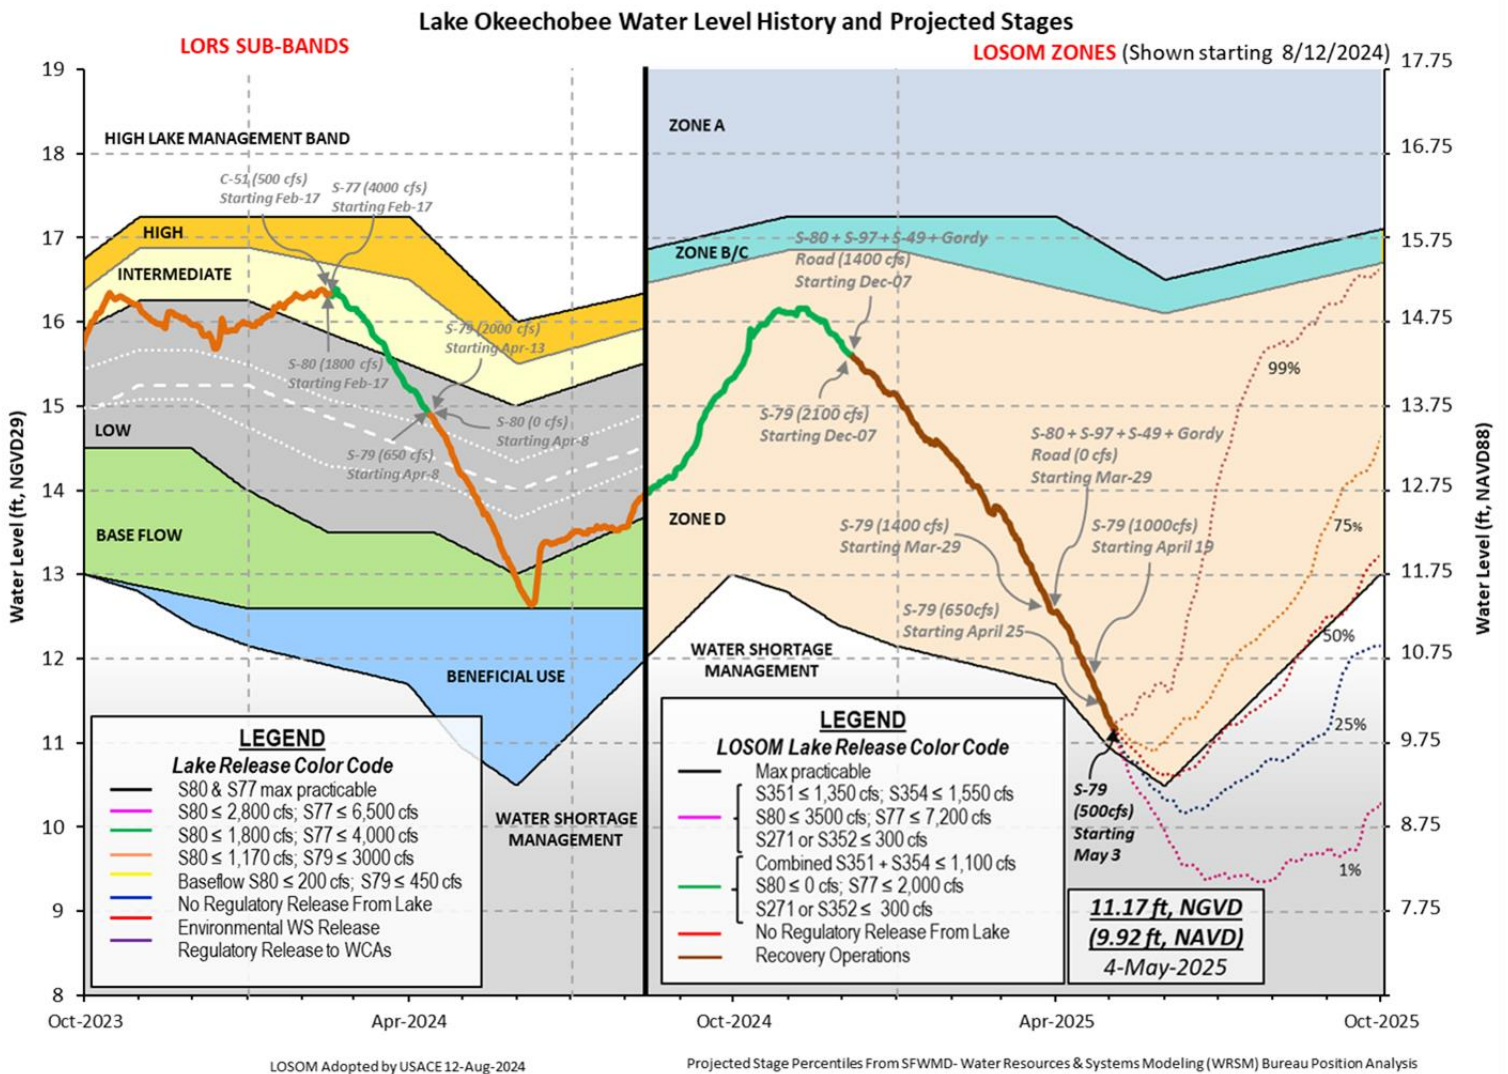 Lake Okeechobee Water Level History and Projected Stages
LORS SUB-BANDS
LOSOM ZONES (Shown starting 8/12/2024)
Water Level (ft, NGVD29)
19
18
17
16
15
14
13
12
11
10
9
8
HIGH LAKE MANAGEMENT BAND
C-51 (500 cfs)
Starting Feb-17
S-77 (4000 cfs)
Starting Feb-17
HIGH
INTERMEDIATE
S-79 (2000 cfs)
Starting Apr-13
S-80 (1800 cfs)
Starting Feb-17
S-80 (0 cfs)
Starting Apr-8
LOW
S-79 (650 cfs)
Starting Apr-8
BASE FLOW
BENEFICIAL USE
WATER SHORTAGE
MANAGEMENT
LEGEND
Lake Release Color Code
S80 & S77 max practicable
S80 ≤ 2,800 cfs; S77 ≤ 6,500 cfs
S80 ≤ 1,800 cfs; S77 ≤ 4,000 cfs
S80 ≤ 1,170 cfs; S79 ≤ 3000 cfs
Baseflow S80 ≤ 200 cfs; S79 ≤ 450 cfs
No Regulatory Release From Lake
Environmental WS Release
Regulatory Release to WCAs
ZONE A
ZONE B/C
S-80 + S-97 + S-49 + Gordy
Road (1400 cfs)
Starting Dec-07
99%
S-79 (2100 cfs)
Starting Dec-07
S-80 + S-97 + S-49 + Gordy
Road (0 cfs)
Starting Mar-29
ZONE D
S-79 (1400 cfs)
Starting Mar-29
S-79 (1000cfs)
Starting April 19
75%
S-79 (650cfs)
Starting April 25
50%
WATER SHORTAGE
MANAGEMENT
25%
LEGEND
LOSOM Lake Release Color Code
Max practicable
S351 ≤ 1,350 cfs; S354 ≤ 1,550 cfs
S80 ≤ 3500 cfs; S77 ≤ 7,200 cfs
S271 or S352 ≤ 300 cfs
Combined S351 + S354 ≤ 1,100 cfs
S80 ≤ 0 cfs; S77 ≤ 2,000 cfs
S271 or S352 ≤ 300 cfs
No Regulatory Release From Lake
Recovery Operations
S-79
(500cfs)
Starting
May 3
1%
11.17 ft, NGVD
(9.92 ft, NAVD)
4-May-2025
17.75
16.75
15.75
14.75
13.75
12.75
11.75
10.75
9.75
8.75
7.75
Water Level (ft, NAVD88)
Oct-2023
Apr-2024
Oct-2024
Apr-2025
Oct-2025
LOSOM Adopted by USACE 12-Aug-2024
Projected Stage Percentiles From SFWMD- Water Resources & Systems Modeling (WRSM) Bureau Position Analysis